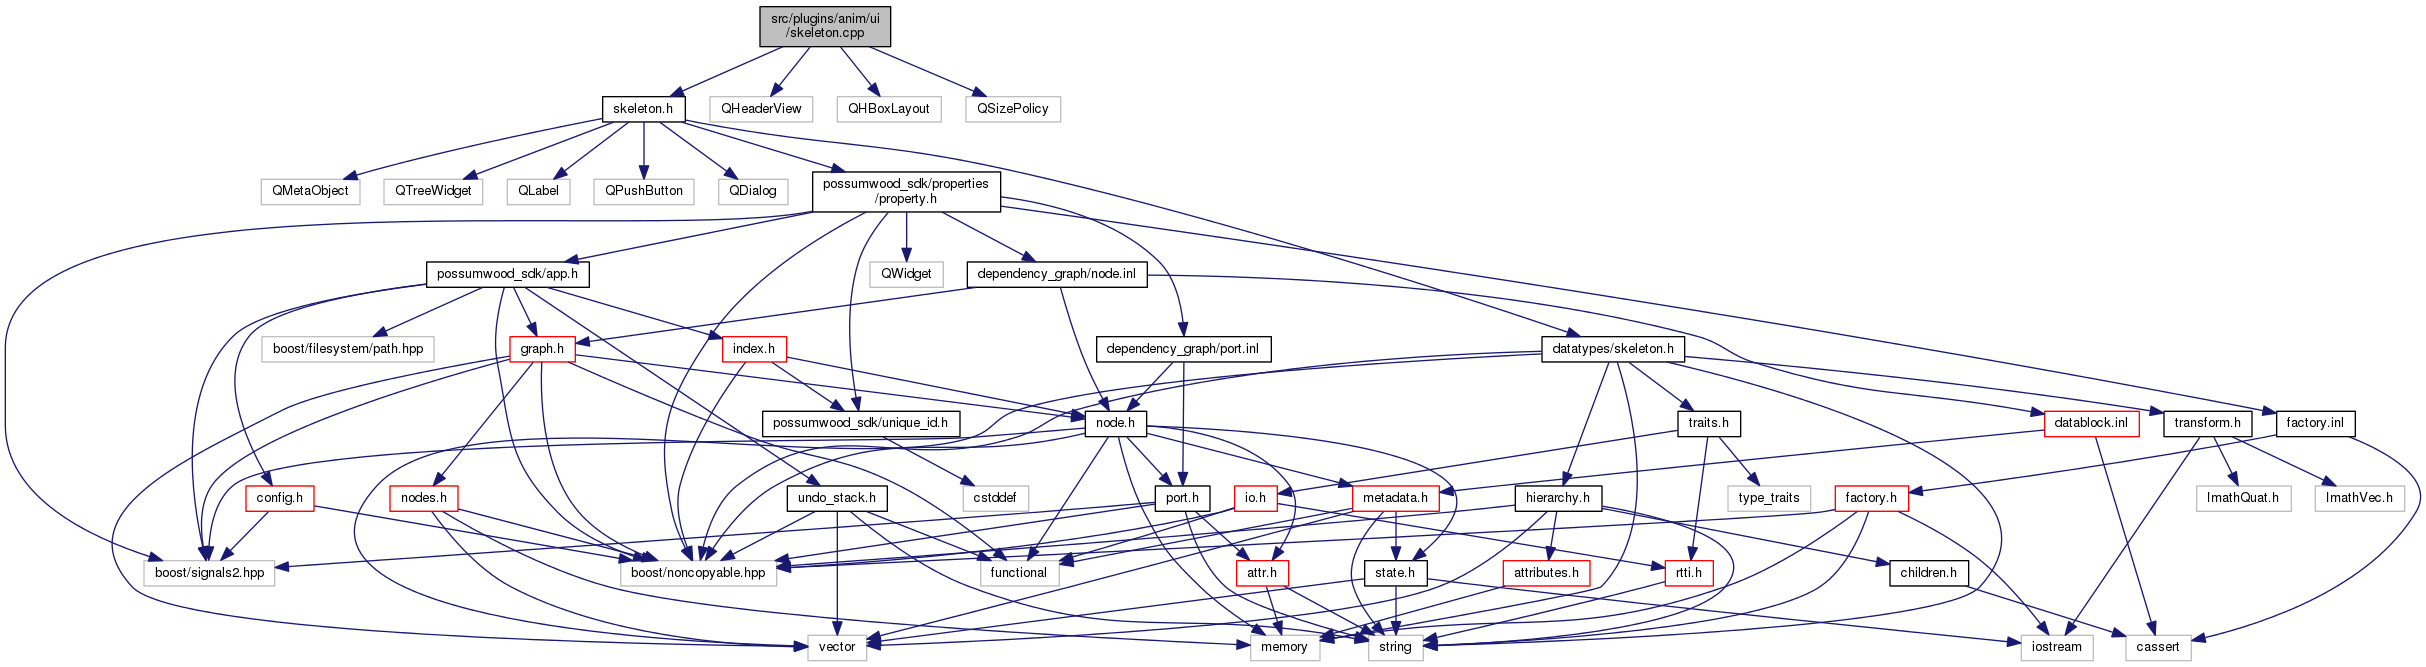 src/plugins/anim/ui
/skeleton.cpp
skeleton.h
QHeaderView
QHBoxLayout
QSizePolicy
QMetaObject
QTreeWidget
QLabel
QPushButton
QDialog
possumwood_sdk/properties
/property.h
possumwood_sdk/app.h
QWidget
dependency_graph/node.inl
boost/filesystem/path.hpp
graph.h
index.h
dependency_graph/port.inl
datatypes/skeleton.h
possumwood_sdk/unique_id.h
node.h
traits.h
datablock.inl
transform.h
factory.inl
config.h
nodes.h
undo_stack.h
cstddef
port.h
io.h
metadata.h
hierarchy.h
type_traits
factory.h
ImathQuat.h
ImathVec.h
boost/signals2.hpp
boost/noncopyable.hpp
functional
attr.h
state.h
attributes.h
rtti.h
children.h
vector
memory
string
iostream
cassert